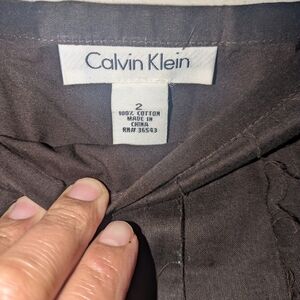 Calvin Klein
2
100% COTTON
MADE IN
CHINA
RN# 36543